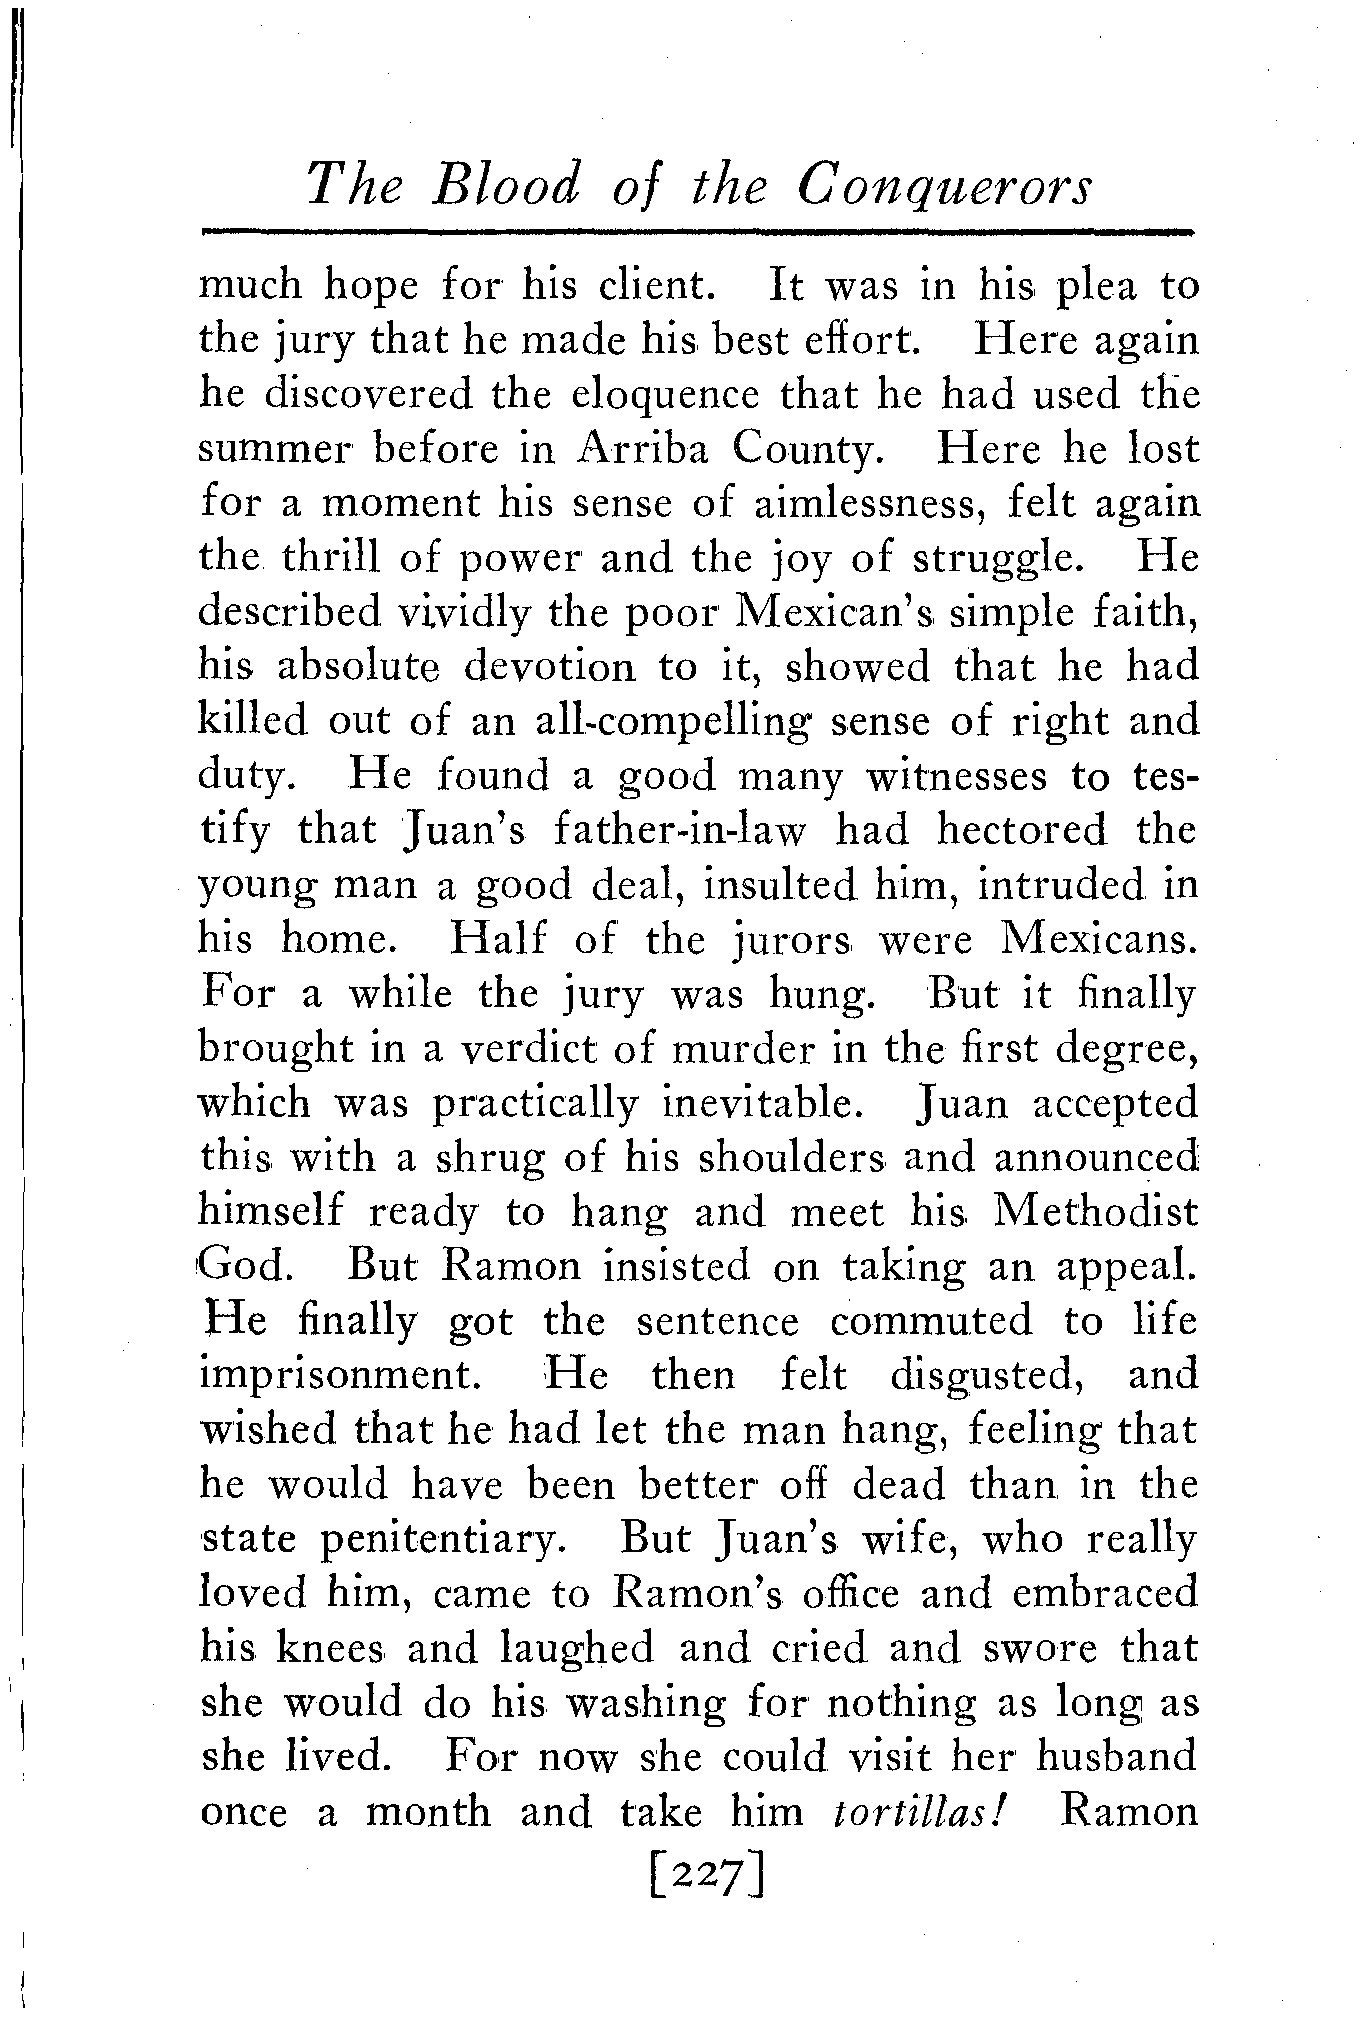 The Blood of the Conquerors
much hope for his client. It was in his plea to
the jury that he made his best effort. Here again
he discovered the eloquence that he had used the
summer before in Arriba County. Here he lost
for a moment his sense of aimlessness, felt again
the thrill of power and the joy of struggle. He
described vividly the poor Mexican's simple faith,
his absolute devotion to it, showed that he had
killed out of an all-compelling sense of right and
duty. He found a good many witnesses to tes-
tify that Juan's father-in-law had hectored the
young man a good deal, insulted him, intruded in
his home. Half of the jurors were Mexicans.
For a while the jury was hung. But it finally
brought in a verdict of murder in the first degree,
which was practically inevitable. Juan accepted
this with a shrug of his shoulders and announced
himself ready to hang and meet his Methodist
God. But Ramon insisted on taking an appeal.
He finally got the sentence commuted to life
imprisonment. He then felt disgusted, and
wished that he had let the man hang, feeling that
he would have been better off dead than in the
state penitentiary. But Juan's wife, who really
loved him, came to Ramon's office and embraced
his knees and laughed and cried and swore that
she would do his washing for nothing as long as
she lived. For now she could visit her husband
once a month and take him tortillas! Ramon
[227]